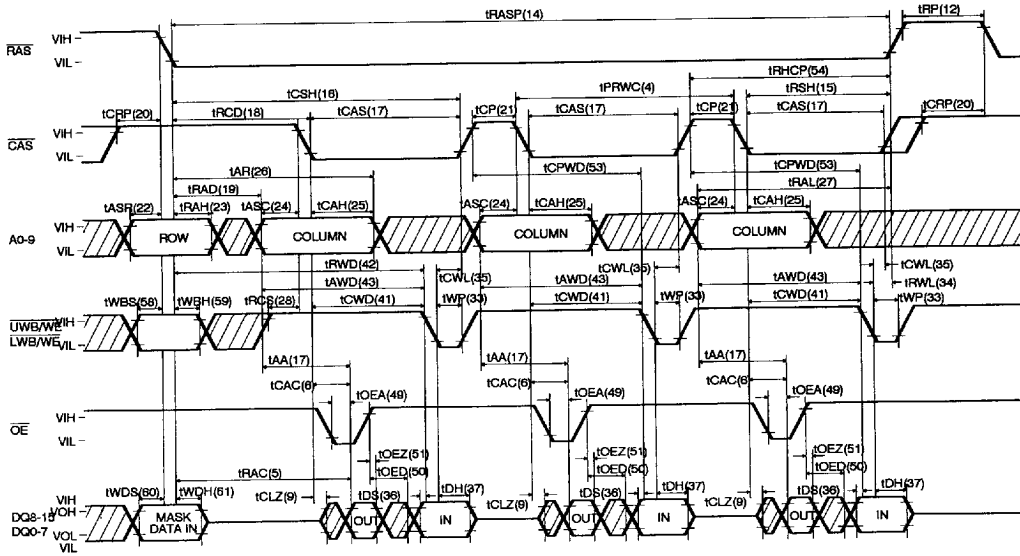 tRASP(14)
tRP(12)
RAS
VIH
VIL
tRHCP(54)
tCSH(16)
tPRWC(4)
tRSH(15)
tCRP(20)
tRCD(18)
tCAS(17)
tCP(21)
tCAS(17)
tCP(21)
tCAS(17)
tCRP(20)
CAS
VIH
VIL
tAR(26)
tCPWD(53)
tCPWD(53)
tRAD(19)
tRAL(27)
tASR(22)
tRAH(23)
tASC(24)
tCAH(25)
tASC(24)
tCAH(25)
tASC(24)
tCAH(25)
A0-9
VIH
VIL
ROW
COLUMN
COLUMN
COLUMN
tRWD(42)
tCWL(35)
tCWL(35)
tCWL(35)
tAWD(43)
tAWD(43)
tAWD(43)
tRWL(34)
tWBS(58)
tWBH(59)
tRCS(28)
tCWD(41)
tWP(33)
tCWD(41)
tWP(33)
tCWD(41)
tWP(33)
UWB/WE
LWB/WE
VIH
VIL
tAA(17)
tAA(17)
tAA(17)
tCAC(6)
tOEA(49)
tCAC(6)
tOEA(49)
tCAC(6)
tOEA(49)
OE
VIH
VIL
tOEZ(51)
tOEZ(51)
tOEZ(51)
tRAC(5)
tOED(50)
tOED(50)
tOED(50)
tWDS(60)
tWDH(61)
tCLZ(9)
tDS(36)
tDH(37)
tCLZ(9)
tDS(36)
tDH(37)
tCLZ(9)
tDS(36)
tDH(37)
VIH
VOH
DQ8-15
DQ0-7
VOL
VIL
MASK
DATA IN
OUT
IN
OUT
IN
OUT
IN